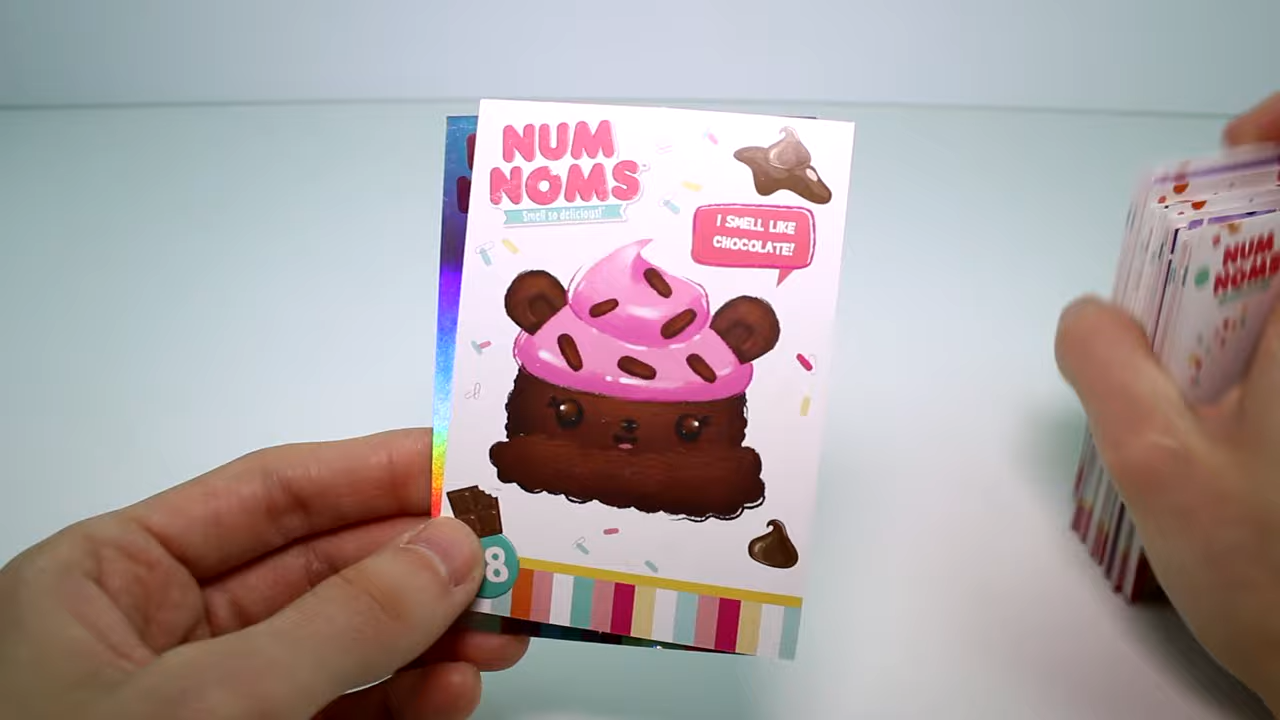 NUM
NOMS
Smell so delicious!
I SMELL LIKE
CHOCOLATE!
8
NUM
NOMS